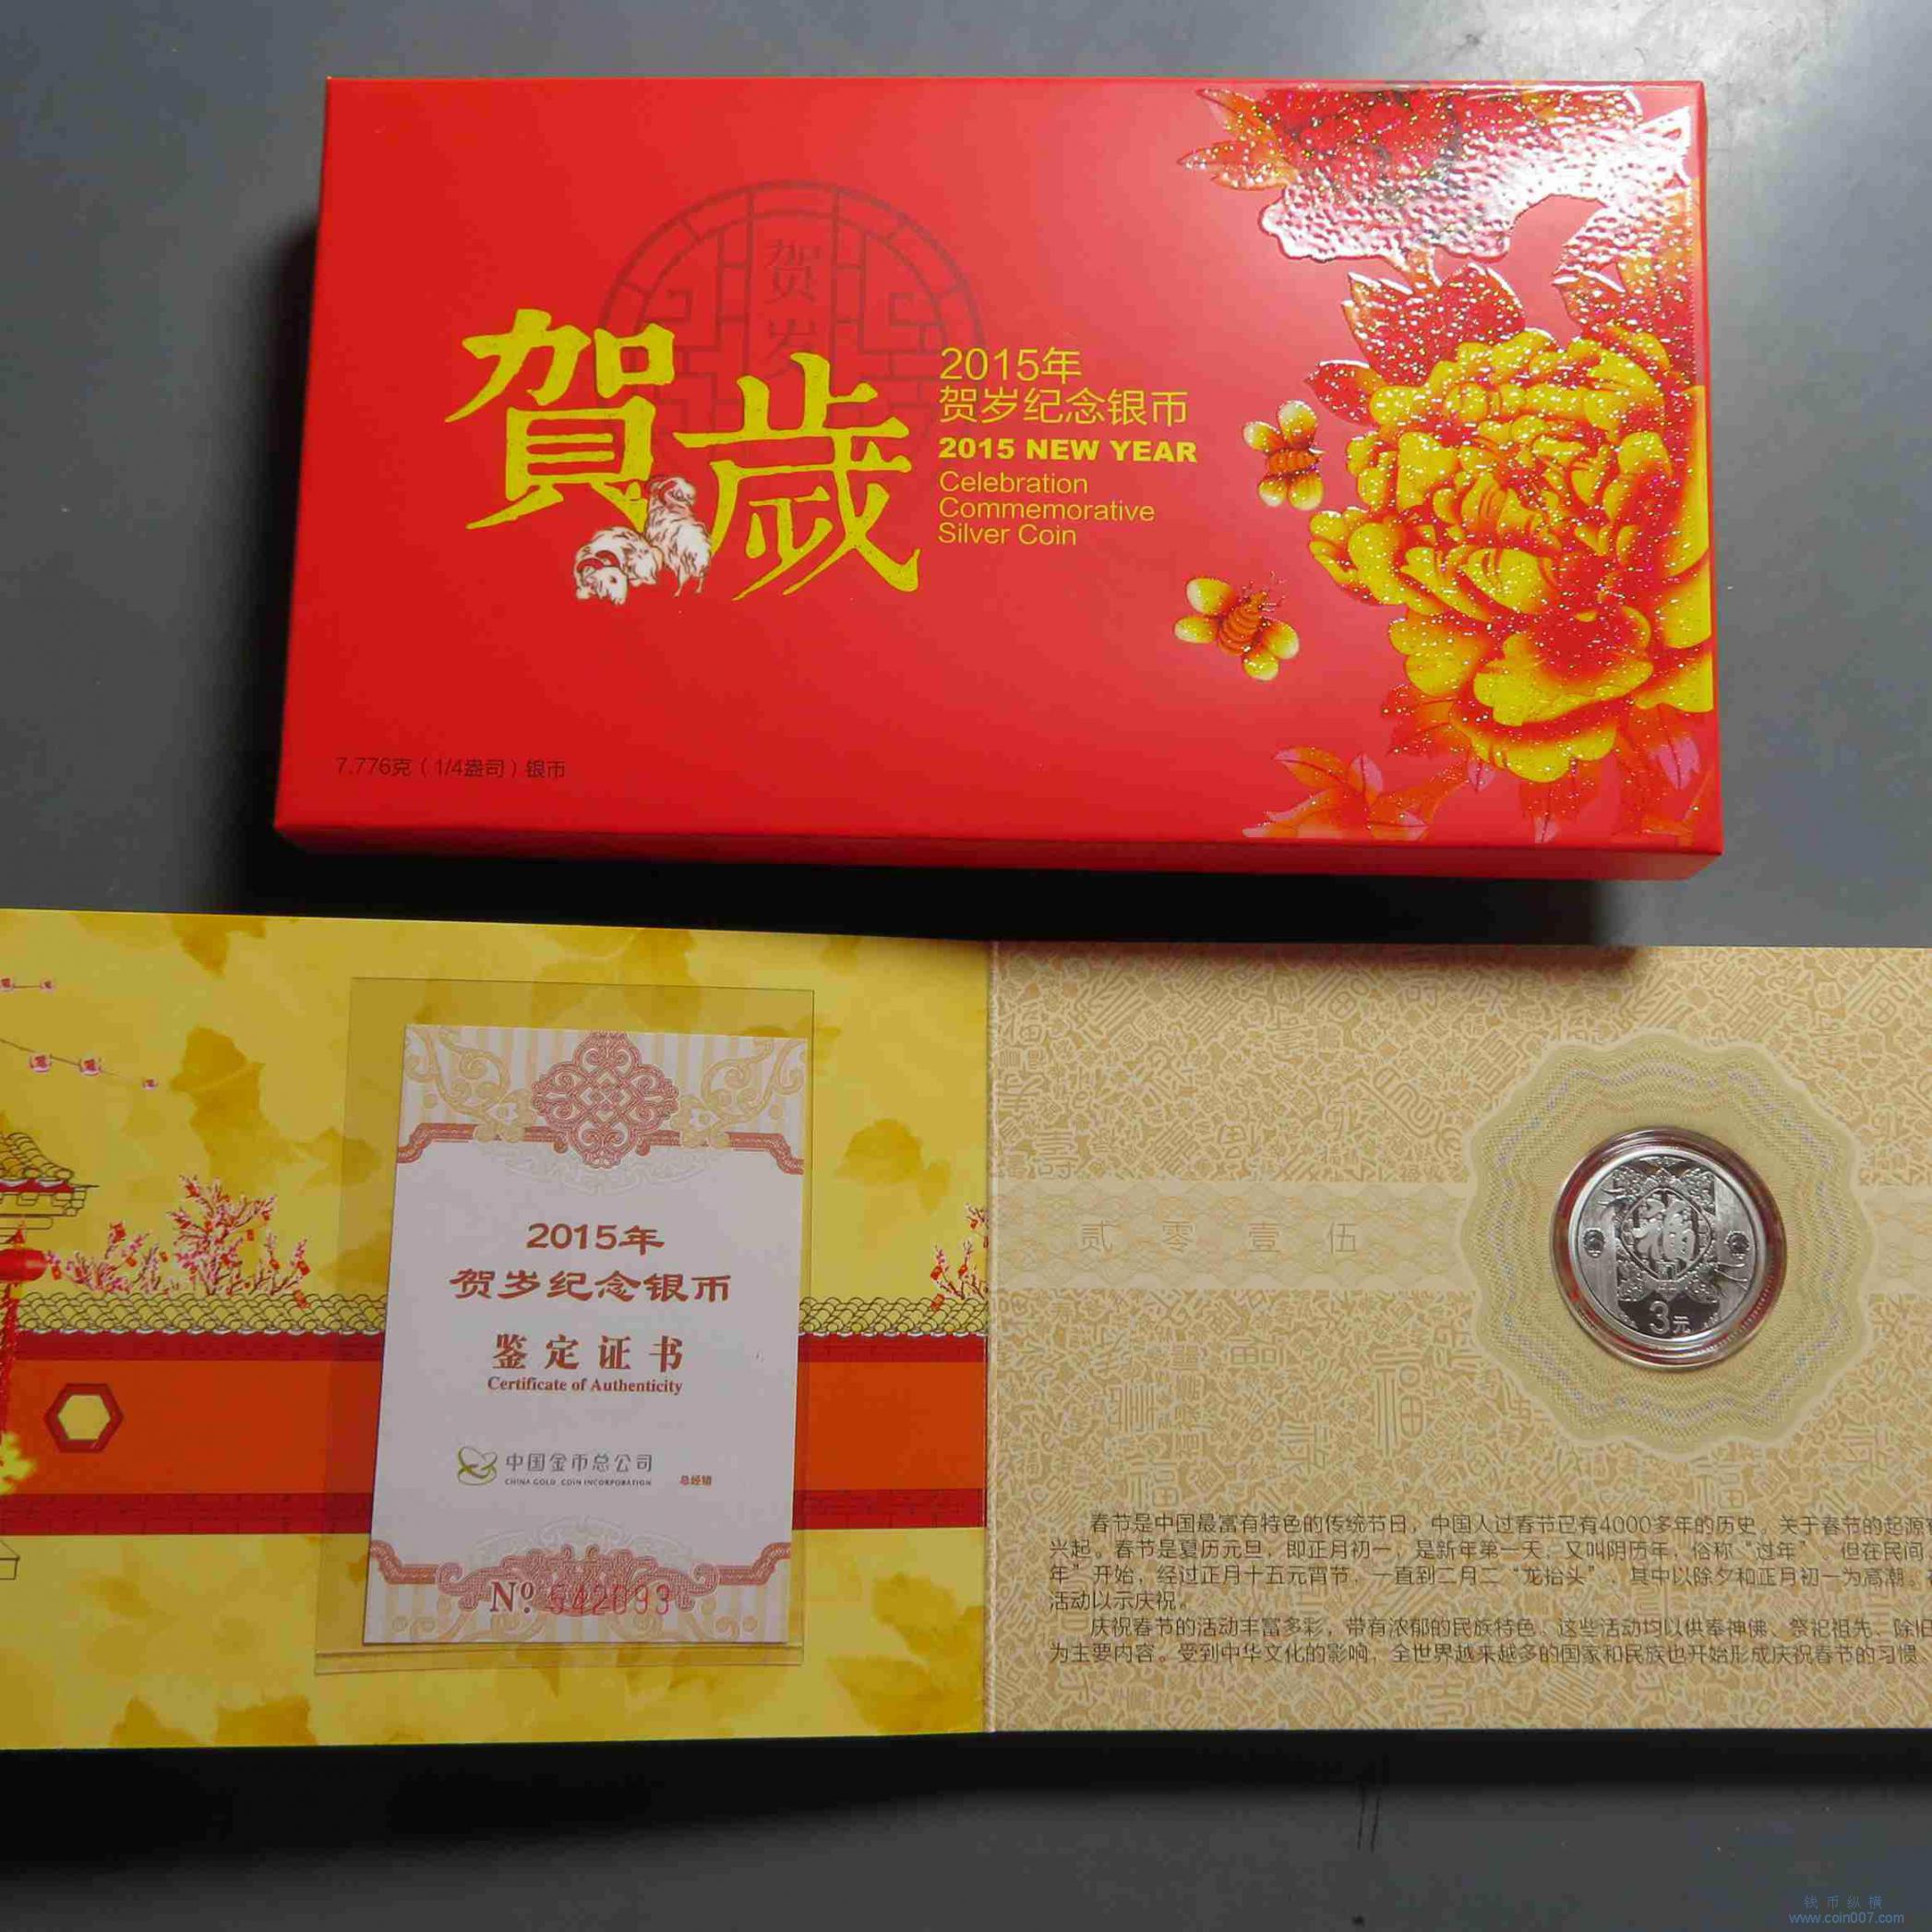 贺
岁
賀歲
2015年
贺岁纪念银币
2015 NEW YEAR
Celebration
Commemorative
Silver Coin
7.776克（1/4盎司）银币
2015年
贺岁纪念银币
鉴定证书
Certificate of Authenticity
中国金币总公司
CHINA GOLD COIN INCORPORATION
总经销
Nº.
贰零壹伍
福
3元
春节是中国最富有特色的传统节日，中国人过春节已有4000多年的历史。关于春节的起源
兴起。春节是夏历元旦，即正月初一，是新年第一天，又叫阴历年，俗称“过年”。但在民间，
年”开始，经过正月十五元宵节，一直到二月二“龙抬头”，其中以除夕和正月初一为高潮。
活动以示庆祝。
庆祝春节的活动丰富多彩，带有浓郁的民族特色。这些活动均以供奉神佛、祭祀祖先、除旧
为主要内容。受到中华文化的影响，全世界越来越多的国家和民族也开始形成庆祝春节的习惯、
钱币纵横
www.coin007.com